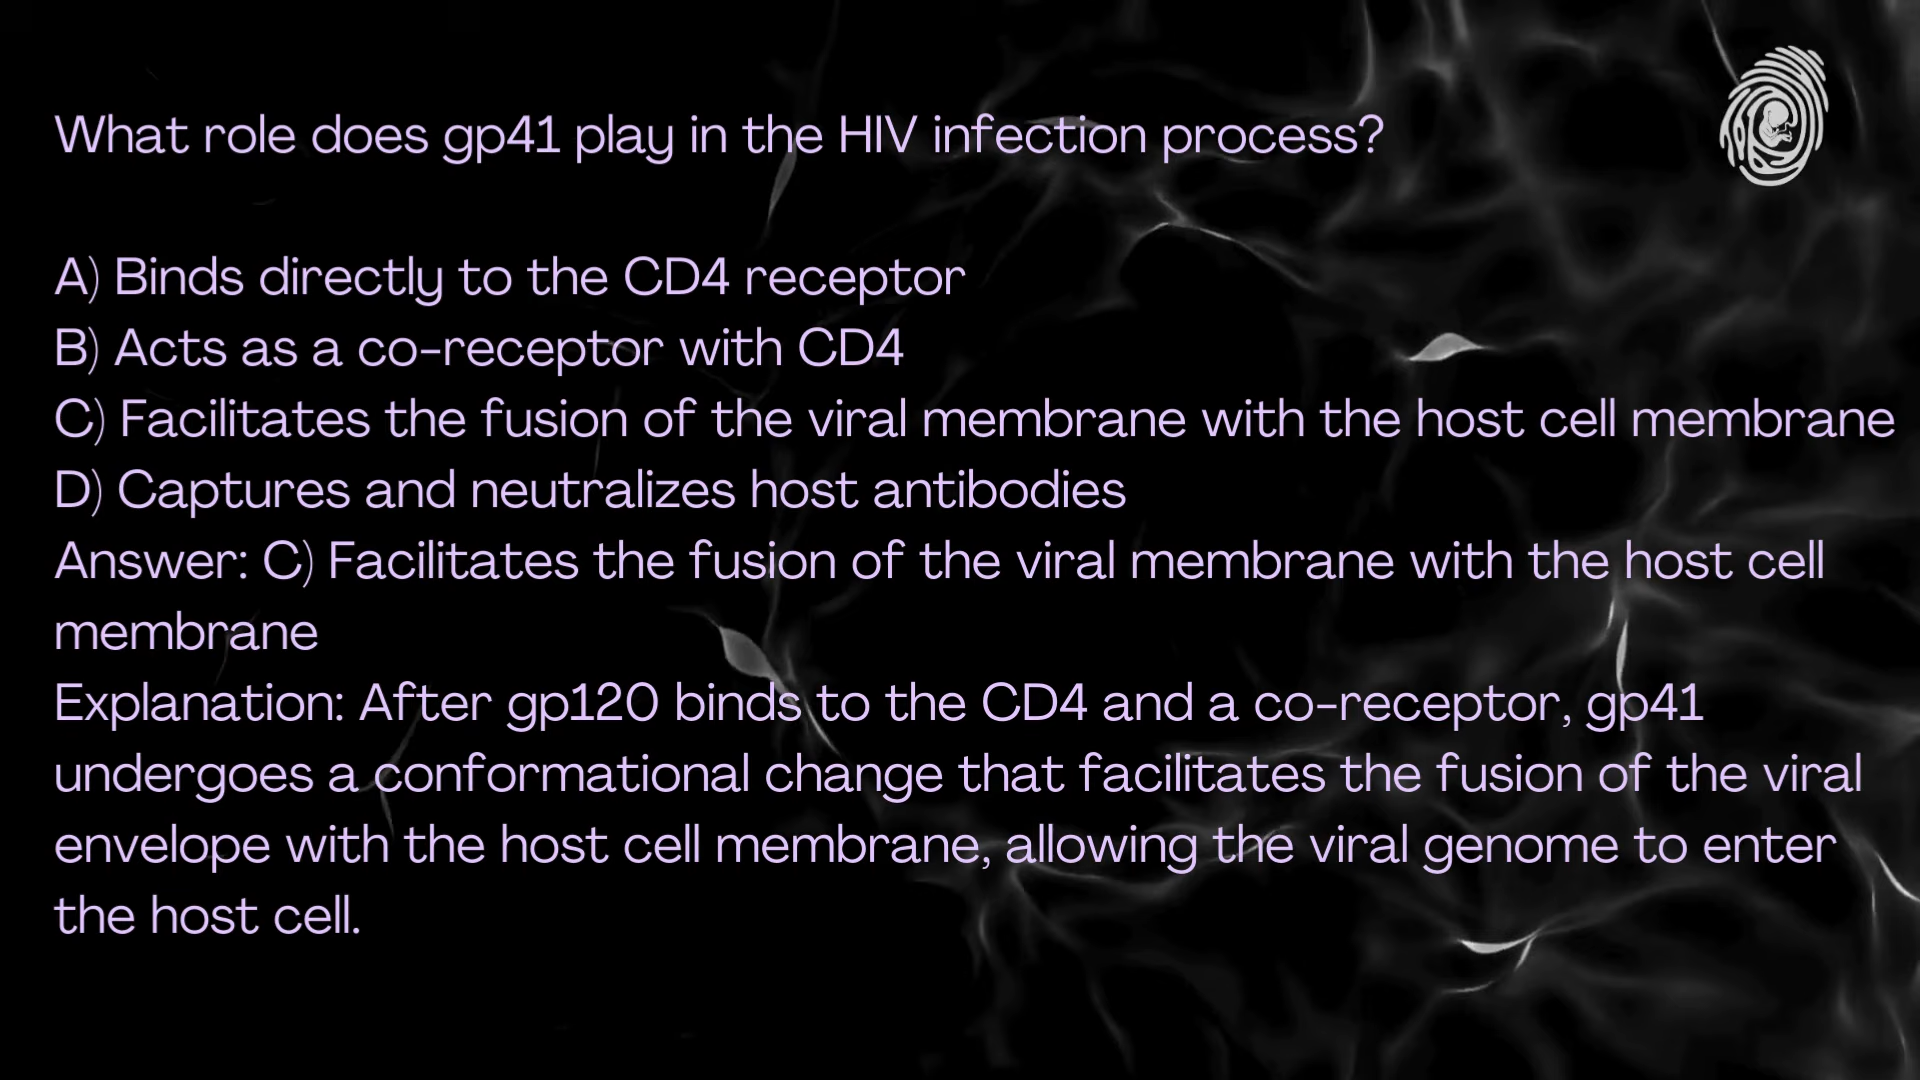 What role does gp41 play in the HIV infection process?
A) Binds directly to the CD4 receptor
B) Acts as a co-receptor with CD4
C) Facilitates the fusion of the viral membrane with the host cell membrane
D) Captures and neutralizes host antibodies
Answer: C) Facilitates the fusion of the viral membrane with the host cell
membrane
Explanation: After gp120 binds to the CD4 and a co-receptor, gp41
undergoes a conformational change that facilitates the fusion of the viral
envelope with the host cell membrane, allowing the viral genome to enter
the host cell.